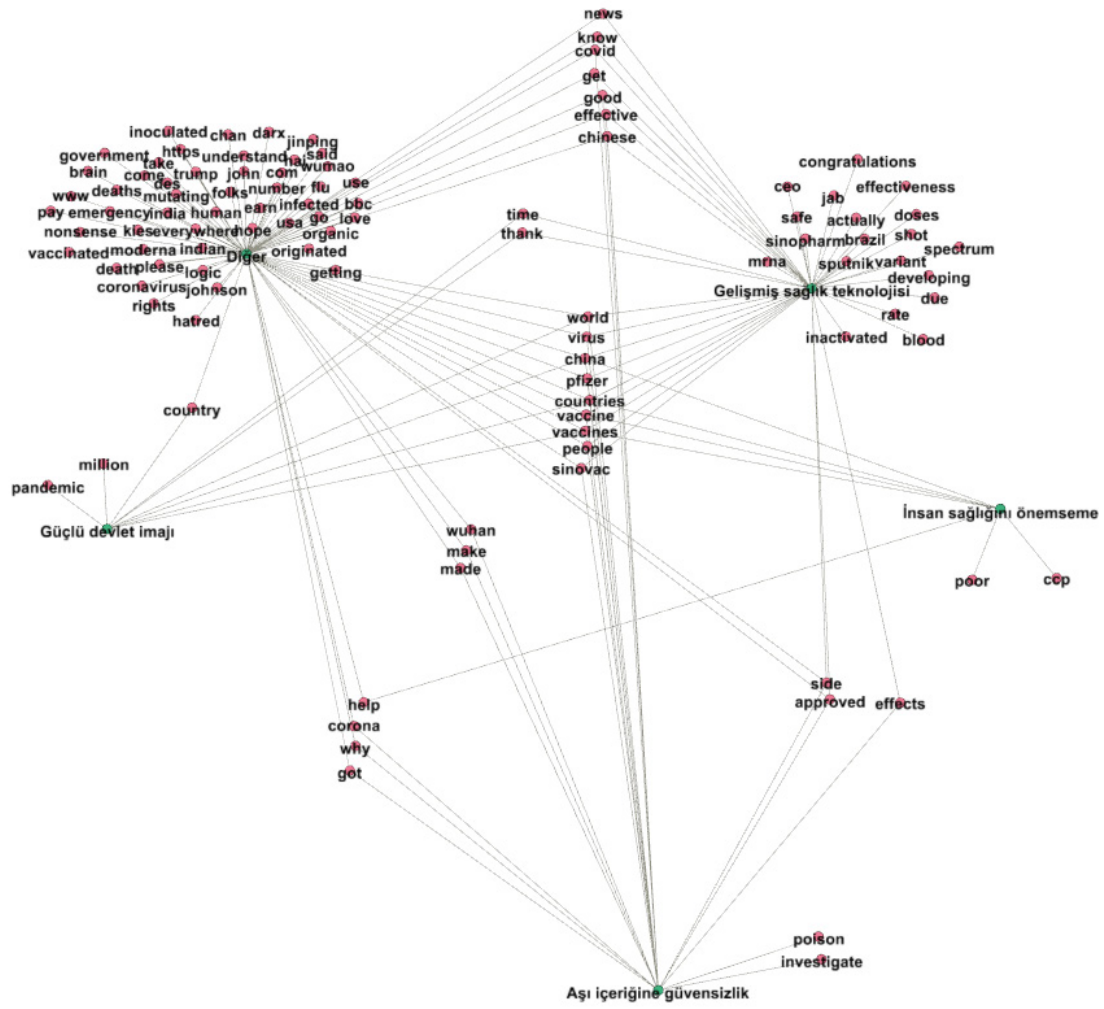 news
know
covid
get
good
effective
chinese
inoculated
chan
darx
jinping
government
https
understand
hai
said
take
wumao
brain
come
trump
john
com
des
number
flu
use
www
deaths
mutating
folks
pay
emergency
india
human
earn
infected
bbc
usa
go
love
nonsense
kies
everywhere
hope
organic
vaccinated
moderna
indian
Diğer
originated
death
please
logic
getting
coronavirus
johnson
rights
hatred
time
thank
congratulations
ceo
jab
effectiveness
safe
actually
doses
sinopharm
brazil
shot
spectrum
mrna
sputnik
variant
developing
Gelişmiş sağlık teknolojisi
due
rate
inactivated
blood
world
virus
china
pfizer
countries
vaccine
vaccines
people
sinovac
country
million
pandemic
Güçlü devlet imajı
wuhan
make
made
İnsan sağlığını önemseme
poor
ccp
help
corona
why
got
side
approved
effects
poison
investigate
Aşı içeriğine güvensizlik